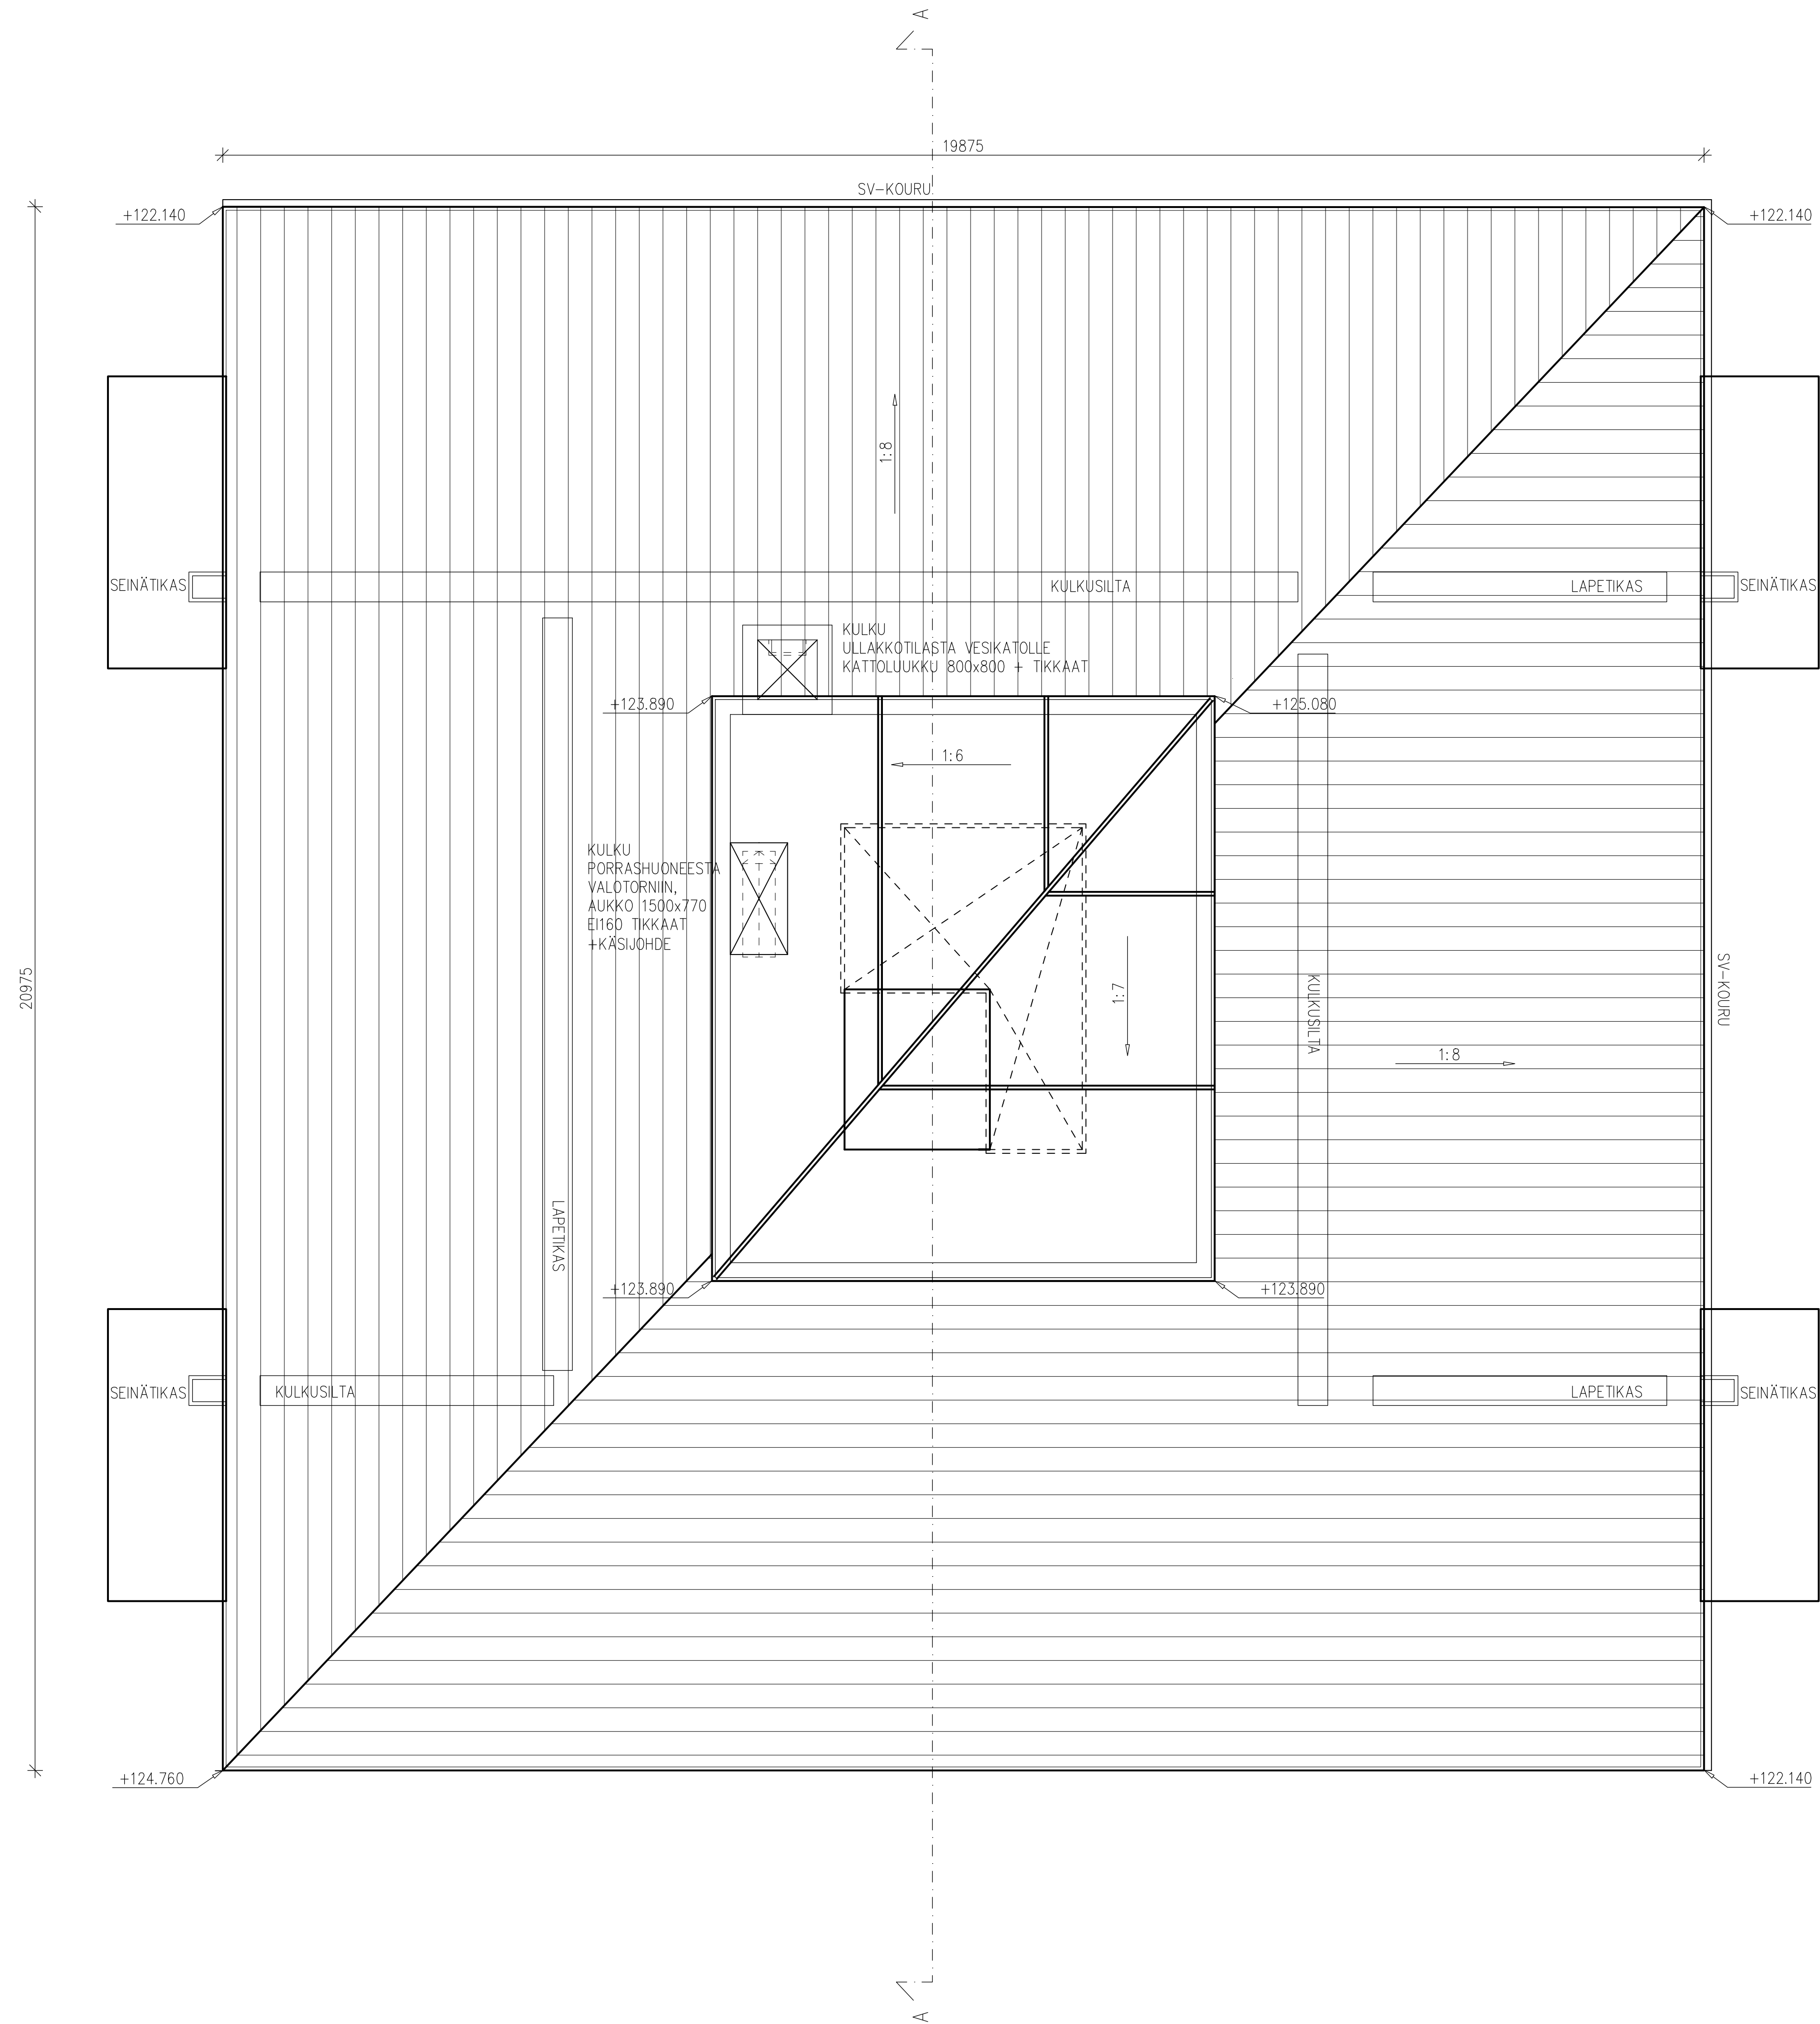 A
19875
SV-KOURU
+122.140
+122.140
1:8
SEINÄTIKAS
KULKUSILTA
LAPETIKAS
SEINÄTIKAS
KULKU
ULLAKKOTILASTA VESIKATOLLE
KATTOLUUKKU 800x800 + TIKKAAT
+123.890
+125.080
1:6
KULKU
PORRASHUONEESTA
VALOTORNIIN,
AUKKO 1500x770
EI160 TIKKAAT
+KÄSIJOHDE
20975
1:7
KULKUSILTA
SV-KOURU
1:8
LAPETIKAS
+123.890
+123.890
SEINÄTIKAS
KULKUSILTA
LAPETIKAS
SEINÄTIKAS
+124.760
+122.140
A